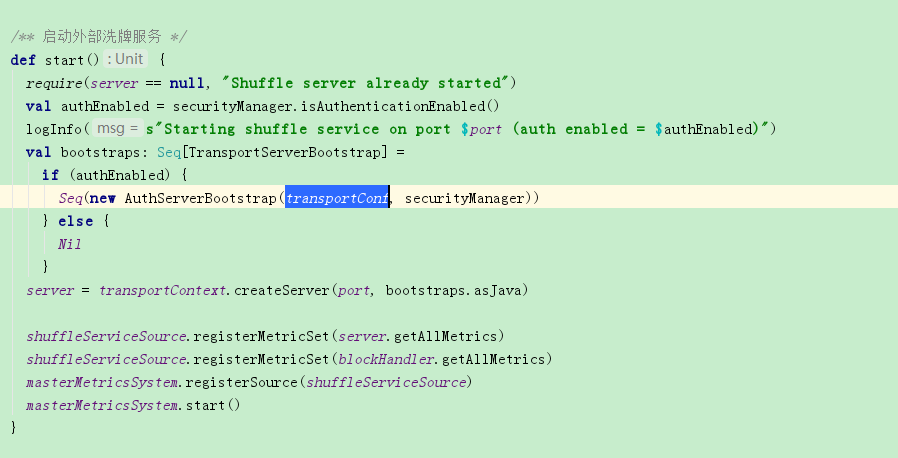 /** 启动外部洗牌服务 */
def start() : Unit {
require(server == null, "Shuffle server already started")
val authEnabled = securityManager.isAuthenticationEnabled()
logInfo( msg = s"Starting shuffle service on port $port (auth enabled = $authEnabled)")
val bootstraps: Seq[TransportServerBootstrap] =
if (authEnabled) {
Seq(new AuthServerBootstrap(transportConf, securityManager))
} else {
Nil
}
server = transportContext.createServer(port, bootstraps.asJava)
shuffleServiceSource.registerMetricSet(server.getAllMetrics)
shuffleServiceSource.registerMetricSet(blockHandler.getAllMetrics)
masterMetricsSystem.registerSource(shuffleServiceSource)
masterMetricsSystem.start()
}